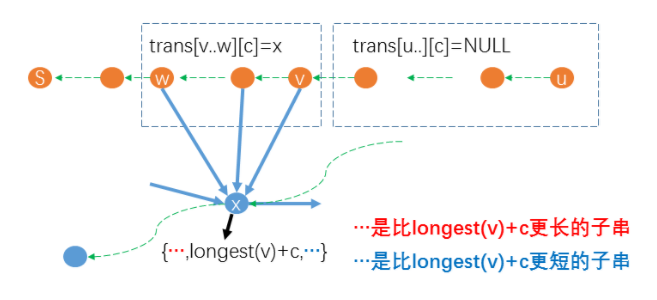 trans[v..w][c]=x
trans[u..][c]=NULL
S
w
v
u
x
…是比longest(v)+c更长的子串
{…,longest(v)+c,…}
…是比longest(v)+c更短的子串